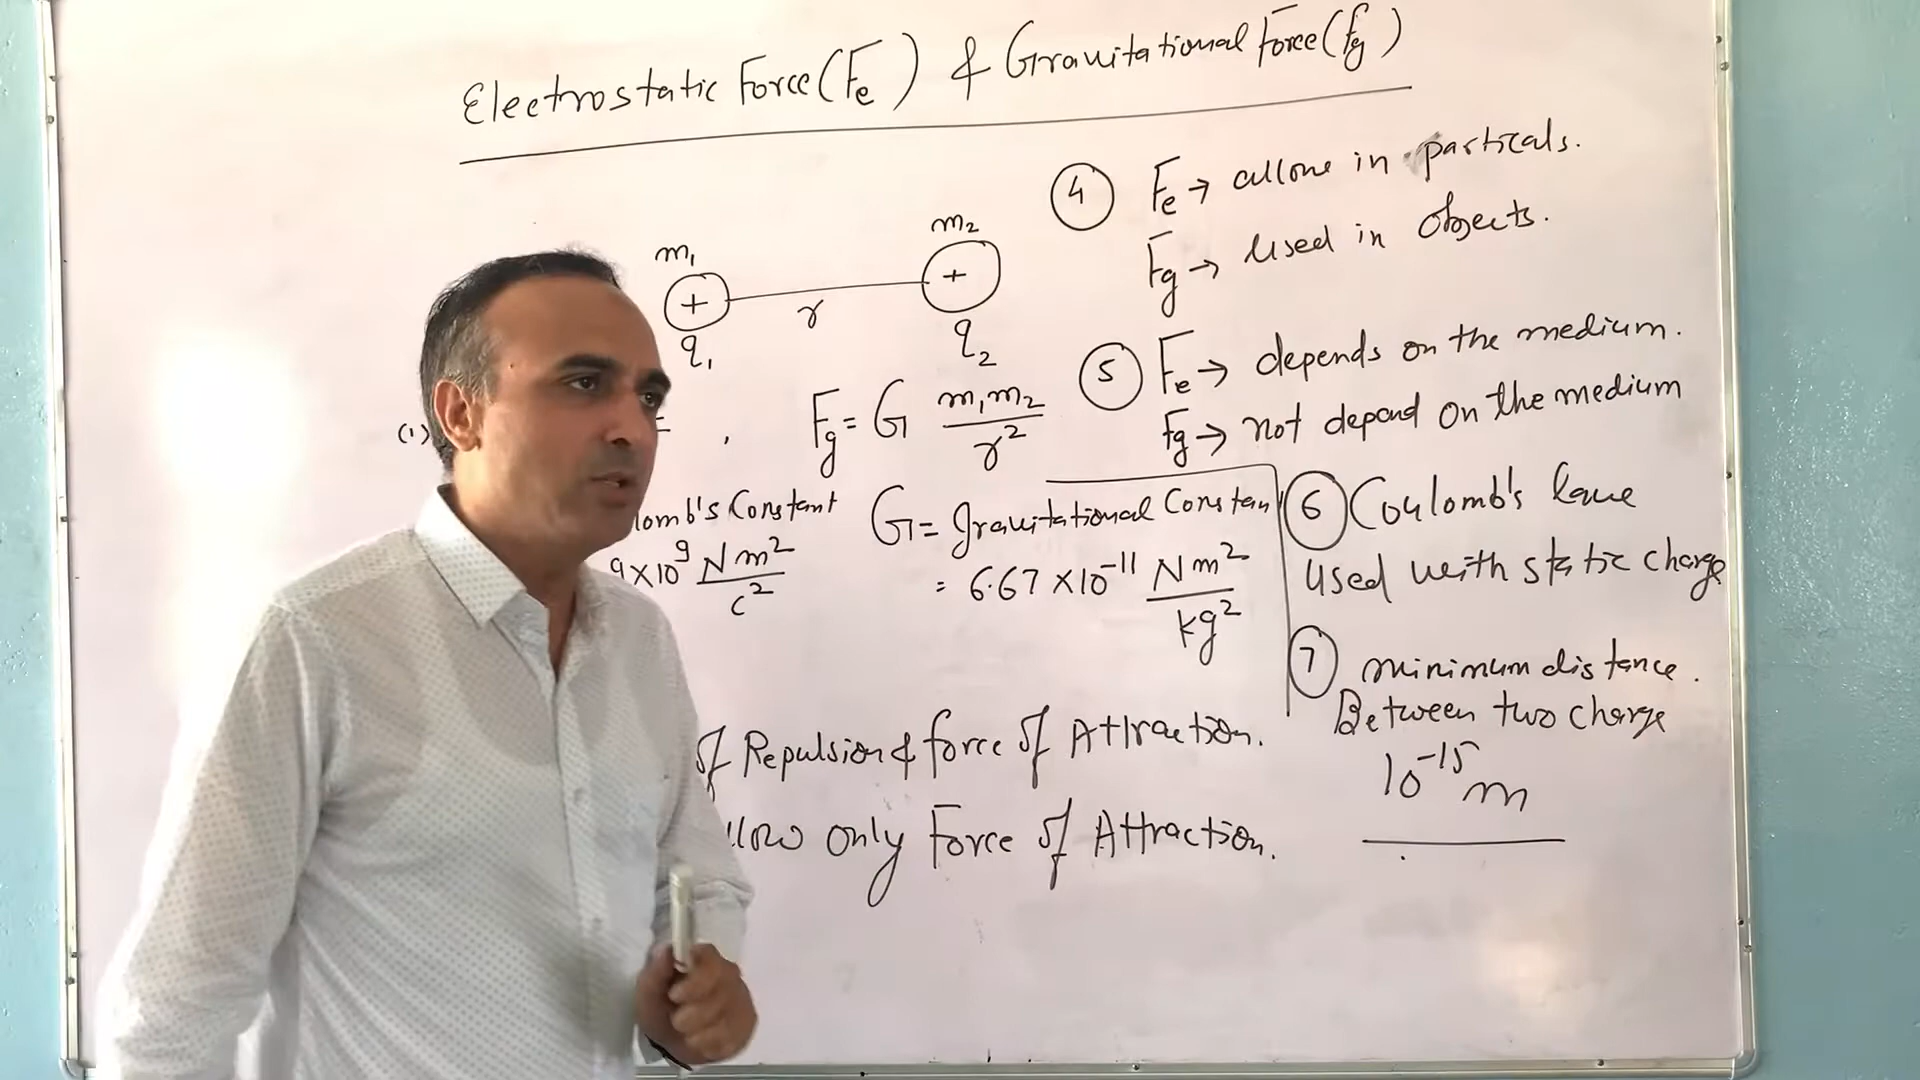 Electrostatic Force (Fe) & Gravitational Force (Fg)
m1 m2
+ +
r
q1 q2
(1) = , Fg = G m1m2 / r²
lomb's Constant
9×10⁹ Nm² / c²
G = gravitational Constan
= 6.67 ×10⁻¹¹ Nm² / kg²
of Repulsion & force of Attraction.
llow only Force of Attraction.
4 Fe → allowe in particals.
Fg → Used in Objects.
5 Fe → depends on the medium.
Fg → not depend on the medium
6 Coulomb's lawe
Used with static charge
7 minimum distance.
Between two charge
10⁻¹⁵ m